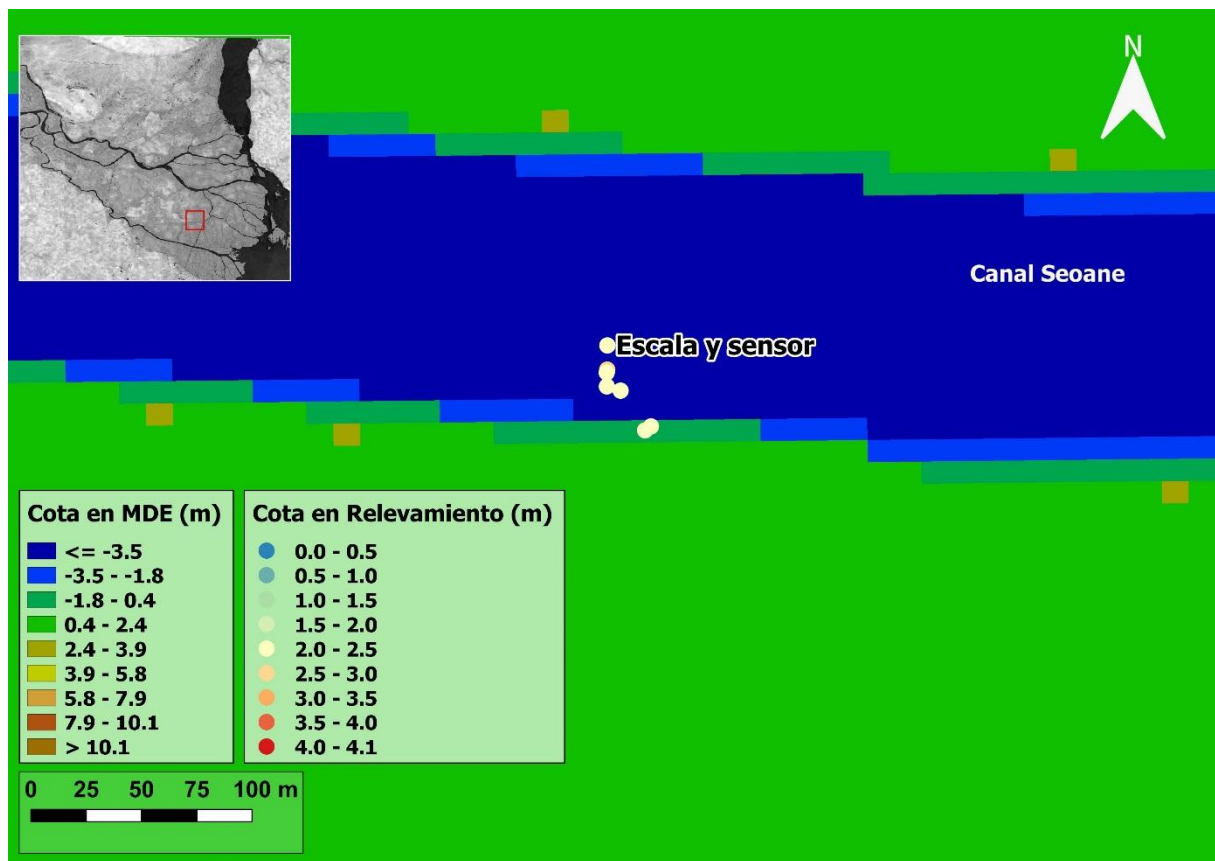 N
Canal Seoane
Escala y sensor
Cota en MDE (m)
<= -3.5
-3.5 - -1.8
-1.8 - 0.4
0.4 - 2.4
2.4 - 3.9
3.9 - 5.8
5.8 - 7.9
7.9 - 10.1
> 10.1
Cota en Relevamiento (m)
0.0 - 0.5
0.5 - 1.0
1.0 - 1.5
1.5 - 2.0
2.0 - 2.5
2.5 - 3.0
3.0 - 3.5
3.5 - 4.0
4.0 - 4.1
0 25 50 75 100 m